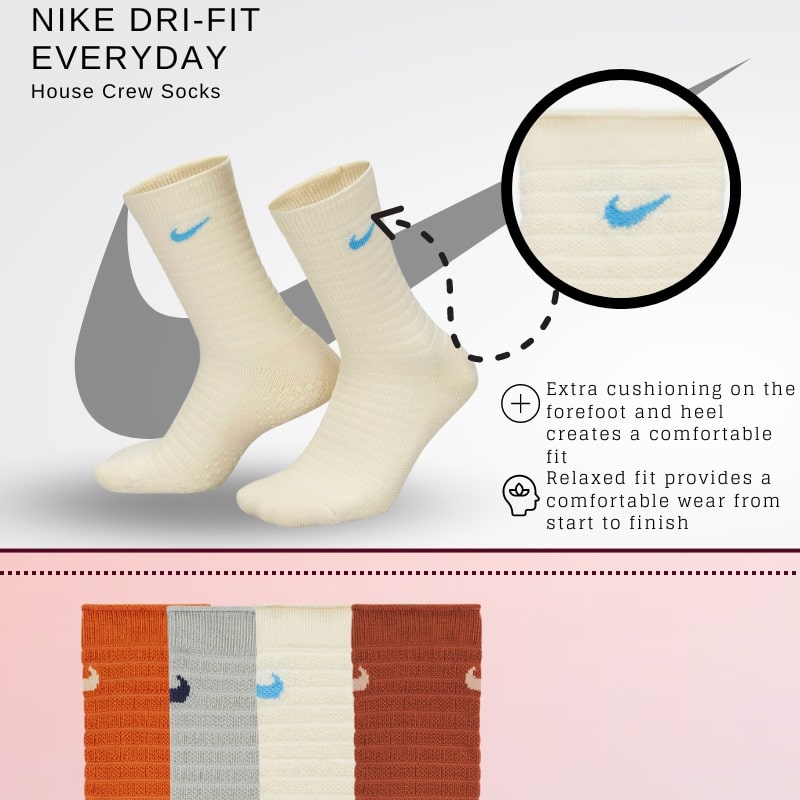 NIKE DRI-FIT
EVERYDAY
House Crew Socks
Extra cushioning on the
forefoot and heel
creates a comfortable
fit
Relaxed fit provides a
comfortable wear from
start to finish